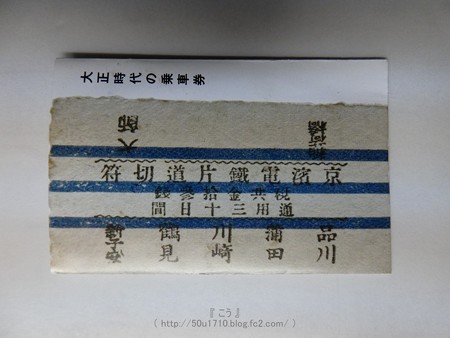 大正時代の乗車券
大師
京濱電鐵片道切符
税共金拾參錢
通用三十日間
品川
蒲田
川崎
鶴見
『 こう 』
( http://50u1710.blog.fc2.com/ )